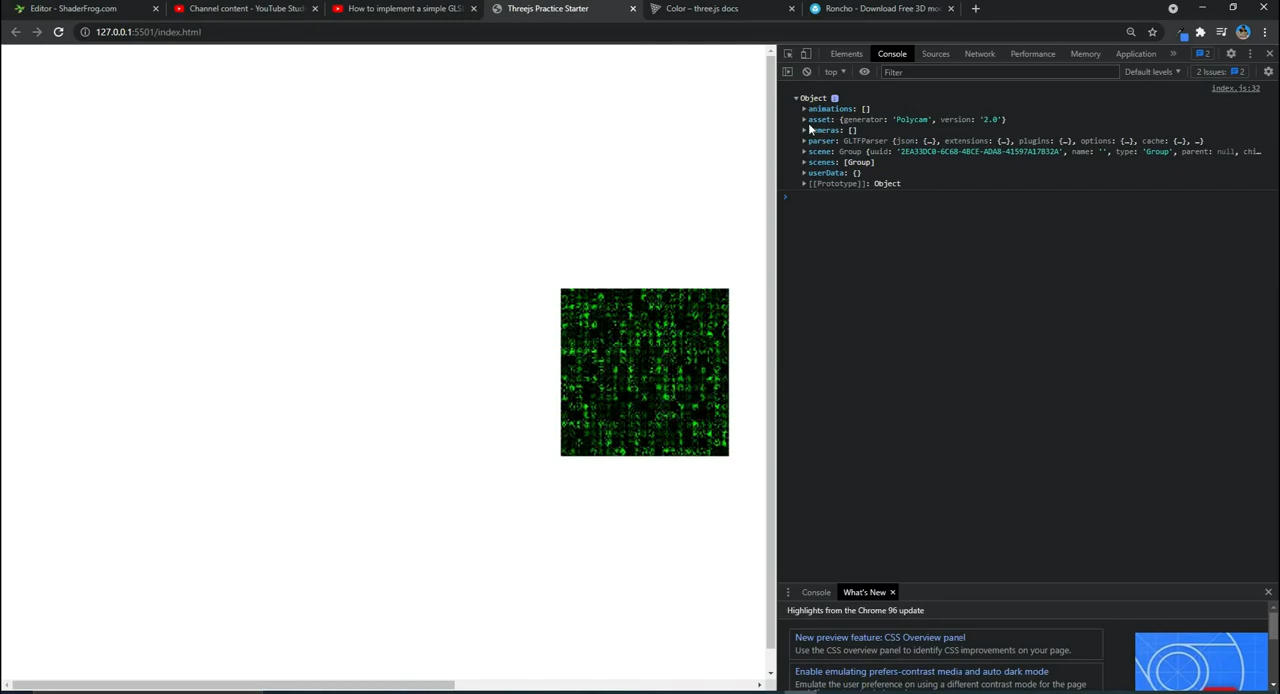 Editor - ShaderFrog.com
Channel content - YouTube Stud
How to implement a simple GLS
Threejs Practice Starter
Color – three.js docs
Roncho - Download Free 3D mo
127.0.0.1:5501/index.html
Elements Console Sources Network Performance Memory Application » 2
top Filter Default levels 2 Issues: 2
index.js:32
Object
animations: []
asset: {generator: 'Polycam', version: '2.0'}
meras: []
parser: GLTFParser {json: {…}, extensions: {…}, plugins: {…}, options: {…}, cache: {…}, …}
scene: Group {uuid: '2EA33DC0-6C68-4BCE-ADA8-41597A17B32A', name: '', type: 'Group', parent: null, chi…
scenes: [Group]
userData: {}
[[Prototype]]: Object
Console What's New
Highlights from the Chrome 96 update
New preview feature: CSS Overview panel
Use the CSS overview panel to identify CSS improvements on your page.
Enable emulating prefers-contrast media and auto dark mode
Emulate the user preference on using a different contrast mode for the page